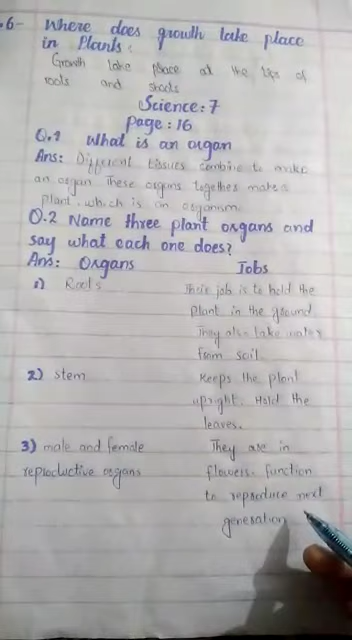 6- Where does growth take place
in Plants:
Growth take place at the tips of
roots and shoots
Science: 7
page: 16
Q.1 What is an organ
Ans: Different tissues combine to make
an organ. These organs together make a
plant. which is an organism
Q.2 Name three plant organs and
say what each one does?
Ans: Organs Jobs
1) Roots Their job is to hold the
plant in the ground
They also take water
from soil.
2) stem Keeps the plant
upright. Hold the
leaves.
3) male and female They are in
reproductive organs flowers. function
to reproduce next
generation